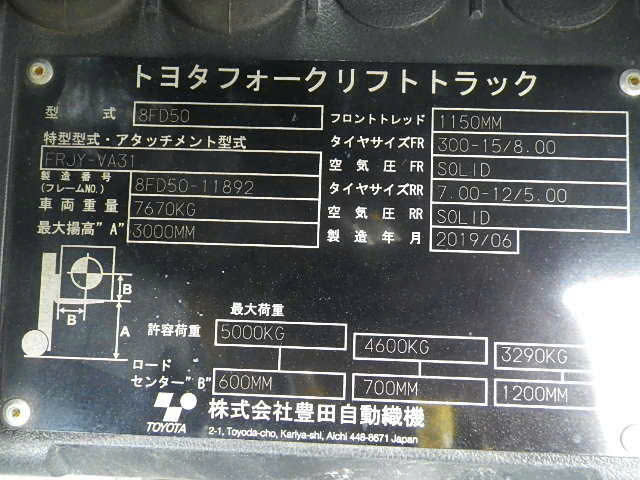 トヨタフォークリフトトラック
型式 8FD50
特型型式・アタッチメント型式
FRJY-VA31
製造番号
(フレームNO.) 8FD50-11892
車両重量 7670KG
最大揚高"A" 3000MM
フロントトレッド 1150MM
タイヤサイズFR 300-15/8.00
空気圧FR SOLID
タイヤサイズRR 7.00-12/5.00
空気圧RR SOLID
製造年月 2019/06
B
B
A
最大荷重
許容荷重 5000KG 4600KG 3290KG
ロード
センター"B" 600MM 700MM 1200MM
TOYOTA 株式会社豊田自動織機
2-1, Toyoda-cho, Kariya-shi, Aichi 448-8671 Japan